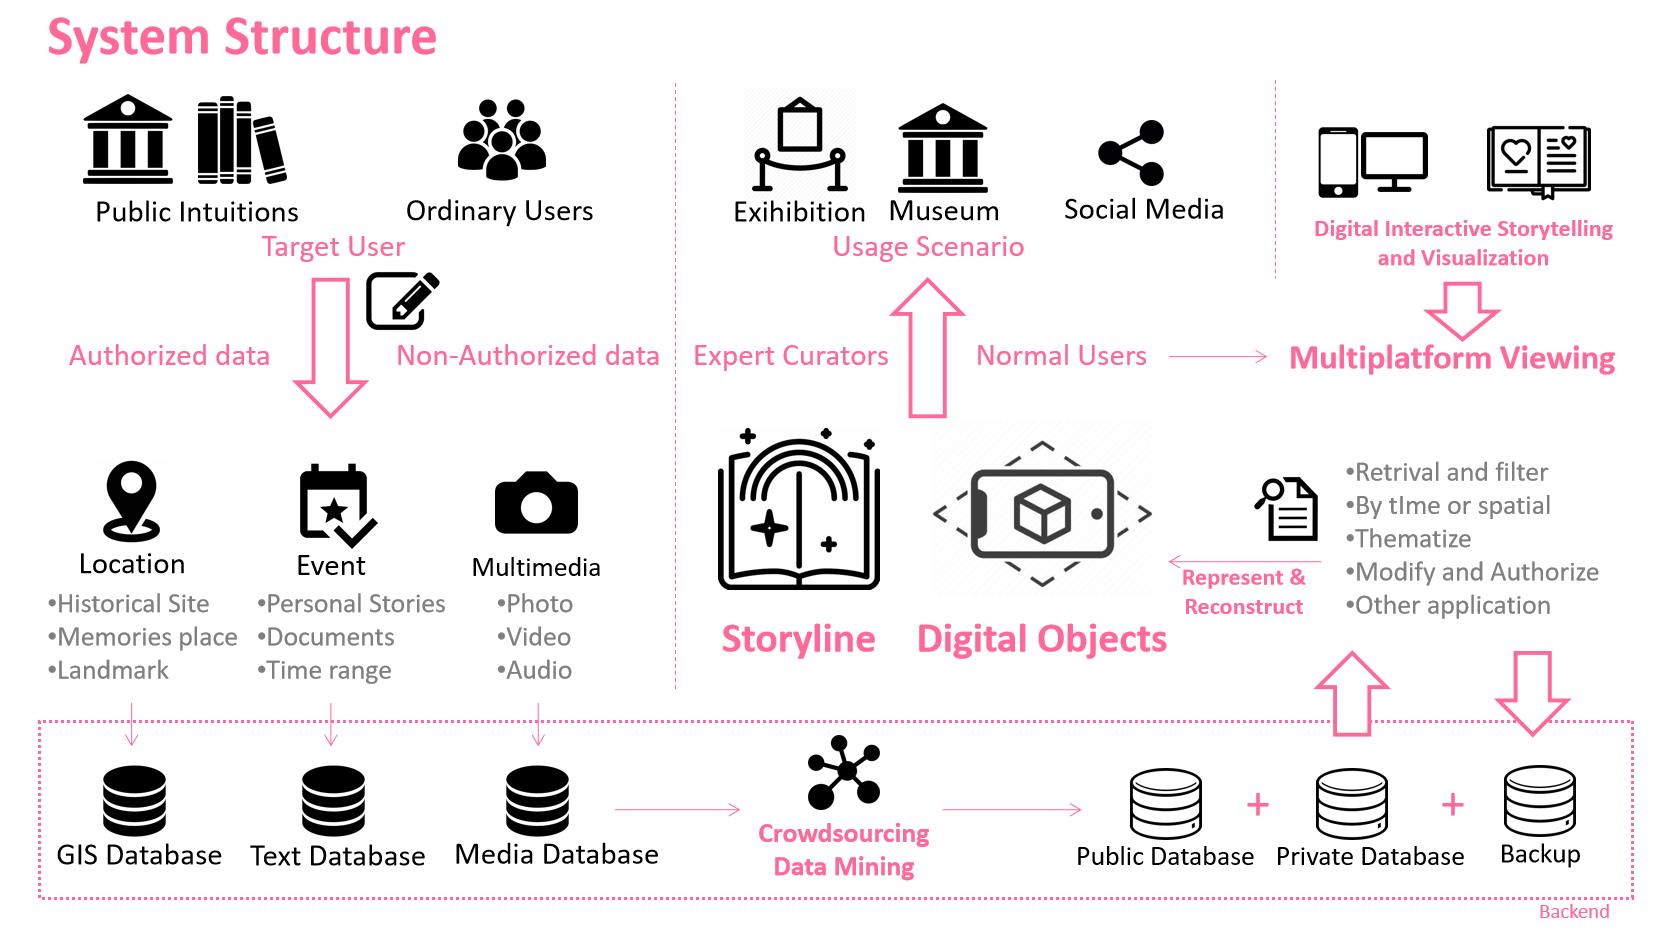 System Structure
Public Intuitions
Ordinary Users
Target User
Authorized data
Non-Authorized data
Location
•Historical Site
•Memories place
•Landmark
Event
•Personal Stories
•Documents
•Time range
Multimedia
•Photo
•Video
•Audio
Exihibition
Museum
Social Media
Usage Scenario
Expert Curators
Normal Users
Storyline
Digital Objects
Digital Interactive Storytelling
and Visualization
Multiplatform Viewing
•Retrival and filter
•By tIme or spatial
•Thematize
•Modify and Authorize
•Other application
Represent &
Reconstruct
GIS Database
Text Database
Media Database
Crowdsourcing
Data Mining
Public Database
+
Private Database
+
Backup
Backend